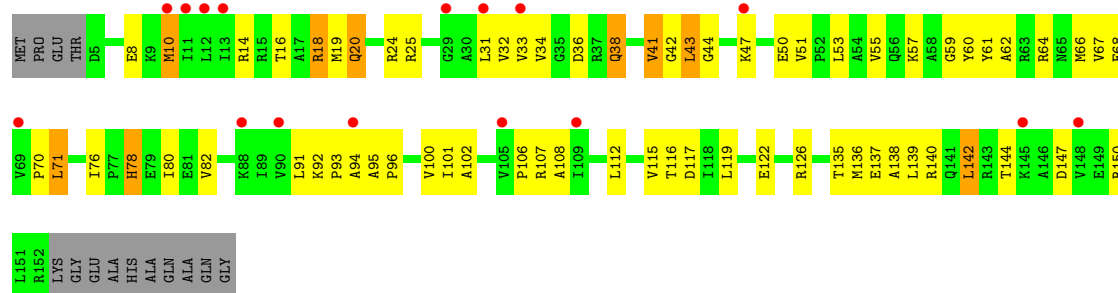 MET PRO GLU THR D5 E8 K9 M10 I11 L12 I13 R14 R15 T16 A17 R18 M19 Q20 R24 R25 G29 A30 L31 V32 V33 V34 G35 D36 R37 Q38 V41 G42 L43 G44 K47 E50 V51 P52 L53 A54 V55 Q56 K57 A58 G59 Y60 Y61 A62 R63 R64 N65 M66 V67 E68
V69 P70 L71 I76 P77 H78 E79 I80 E81 V82 K88 I89 V90 L91 K92 P93 A94 A95 P96 V100 I101 A102 V105 P106 R107 A108 I109 L112 V115 T116 D117 I118 L119 E122 R126 T135 M136 E137 A138 L139 R140 Q141 L142 R143 T144 K145 A146 D147 V148 E149 R150
L151 R152 LYS GLY GLU ALA HIS ALA GLN ALA GLN GLY